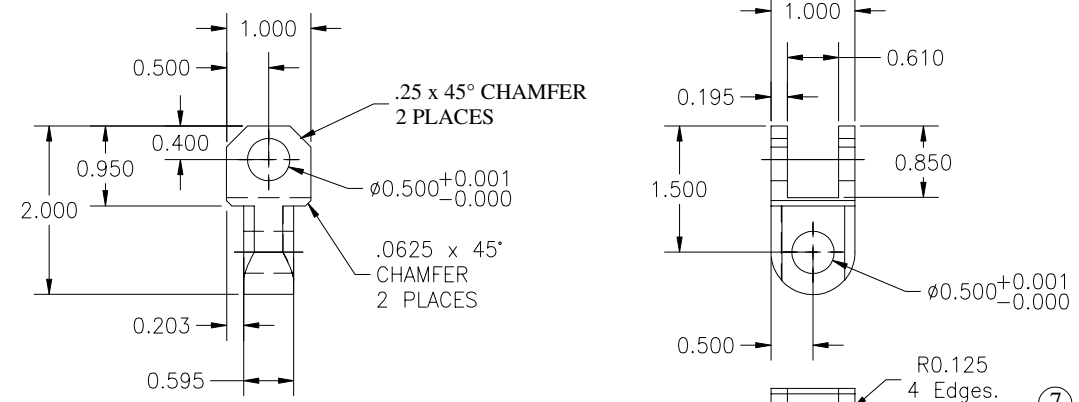 1.000
0.500
.25 x 45° CHAMFER
2 PLACES
0.400
0.950
2.000
ø0.500 +0.001
-0.000
.0625 x 45°
CHAMFER
2 PLACES
0.203
0.595
1.000
0.610
0.195
0.850
1.500
ø0.500 +0.001
-0.000
0.500
R0.125
4 Edges.
7